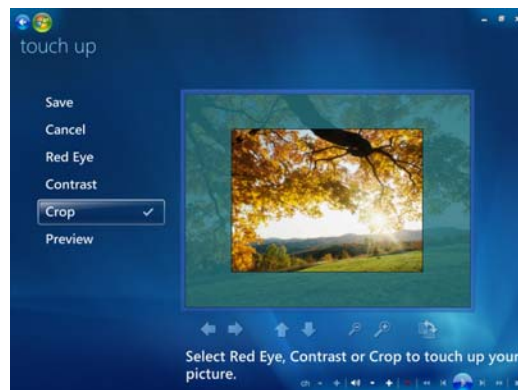 touch up
Save
Cancel
Red Eye
Contrast
Crop
Preview
Select Red Eye, Contrast or Crop to touch up your
picture.
ch